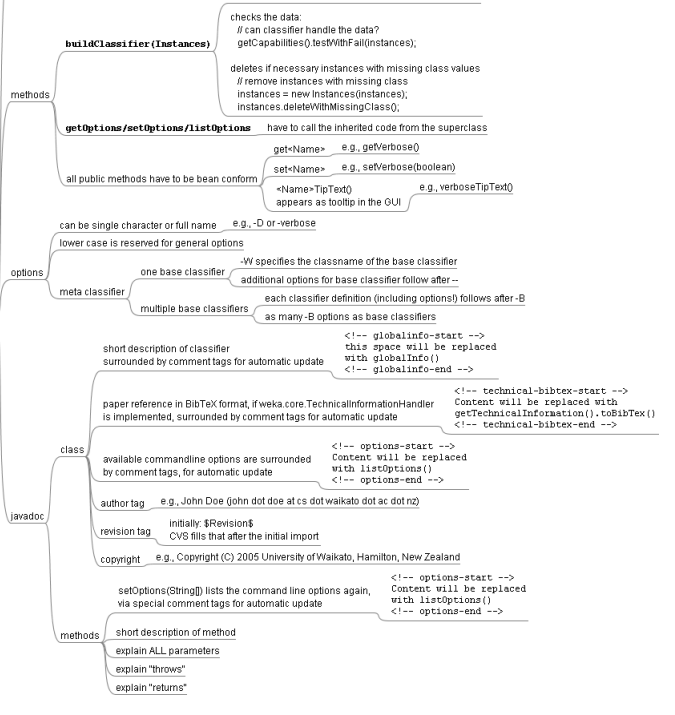 methods
buildClassifier(Instances)
checks the data:
// can classifier handle the data?
getCapabilities().testWithFail(instances);
deletes if necessary instances with missing class values
// remove instances with missing class
instances = new Instances(instances);
instances.deleteWithMissingClass();
getOptions/setOptions/listOptions
have to call the inherited code from the superclass
all public methods have to be bean conform
get<Name>
e.g., getVerbose()
set<Name>
e.g., setVerbose(boolean)
<Name>TipText()
appears as tooltip in the GUI
e.g., verboseTipText()
options
can be single character or full name
e.g., -D or -verbose
lower case is reserved for general options
meta classifier
one base classifier
-W specifies the classname of the base classifier
additional options for base classifier follow after --
multiple base classifiers
each classifier definition (including options!) follows after -B
as many -B options as base classifiers
javadoc
class
short description of classifier
surrounded by comment tags for automatic update
<!-- globalinfo-start -->
this space will be replaced
with globalInfo()
<!-- globalinfo-end -->
paper reference in BibTeX format, if weka.core.TechnicalInformationHandler
is implemented, surrounded by comment tags for automatic update
<!-- technical-bibtex-start -->
Content will be replaced with
getTechnicalInformation().toBibTex()
<!-- technical-bibtex-end -->
available commandline options are surrounded
by comment tags, for automatic update
<!-- options-start -->
Content will be replaced
with listOptions()
<!-- options-end -->
author tag
e.g., John Doe (john dot doe at cs dot waikato dot ac dot nz)
revision tag
initially: $Revision$
CVS fills that after the initial import
copyright
e.g., Copyright (C) 2005 University of Waikato, Hamilton, New Zealand
methods
setOptions(String[]) lists the command line options again,
via special comment tags for automatic update
<!-- options-start -->
Content will be replaced
with listOptions()
<!-- options-end -->
short description of method
explain ALL parameters
explain "throws"
explain "returns"